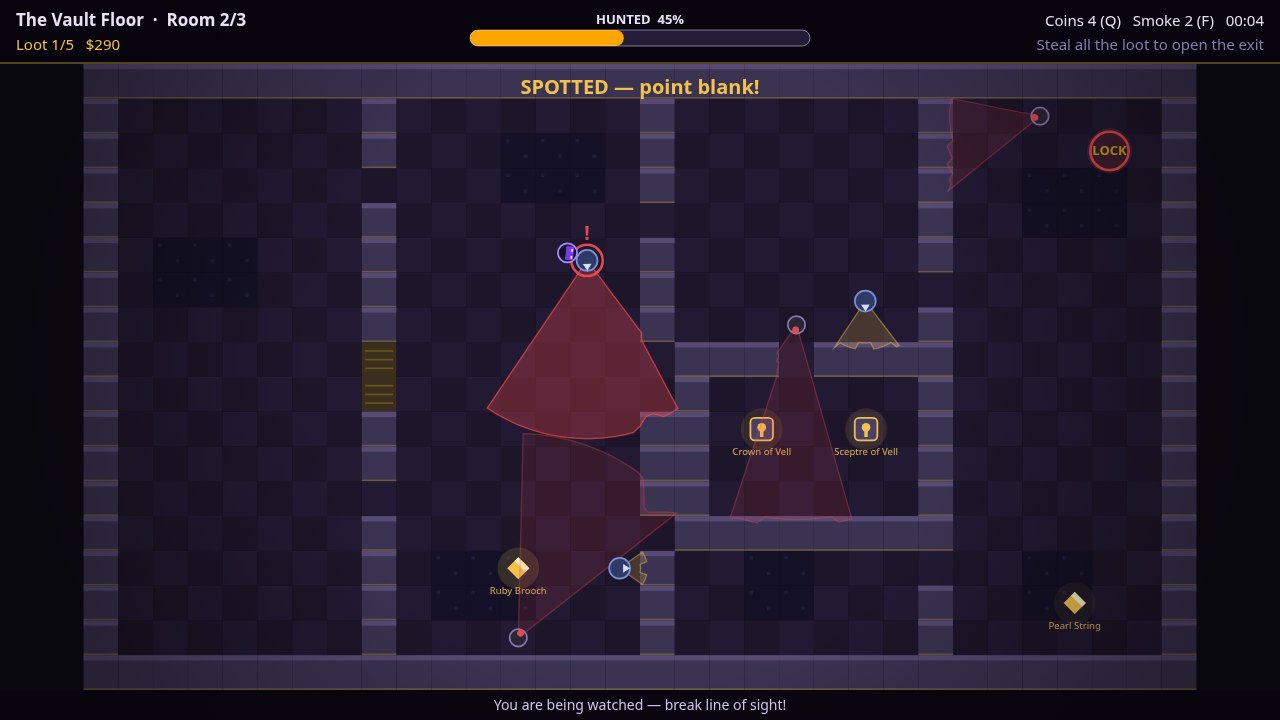 The Vault Floor · Room 2/3
Loot 1/5 $290
HUNTED 45%
Coins 4 (Q) Smoke 2 (F) 00:04
Steal all the loot to open the exit
SPOTTED — point blank!
LOCK
!
Crown of Vell
Sceptre of Vell
Ruby Brooch
Pearl String
You are being watched — break line of sight!